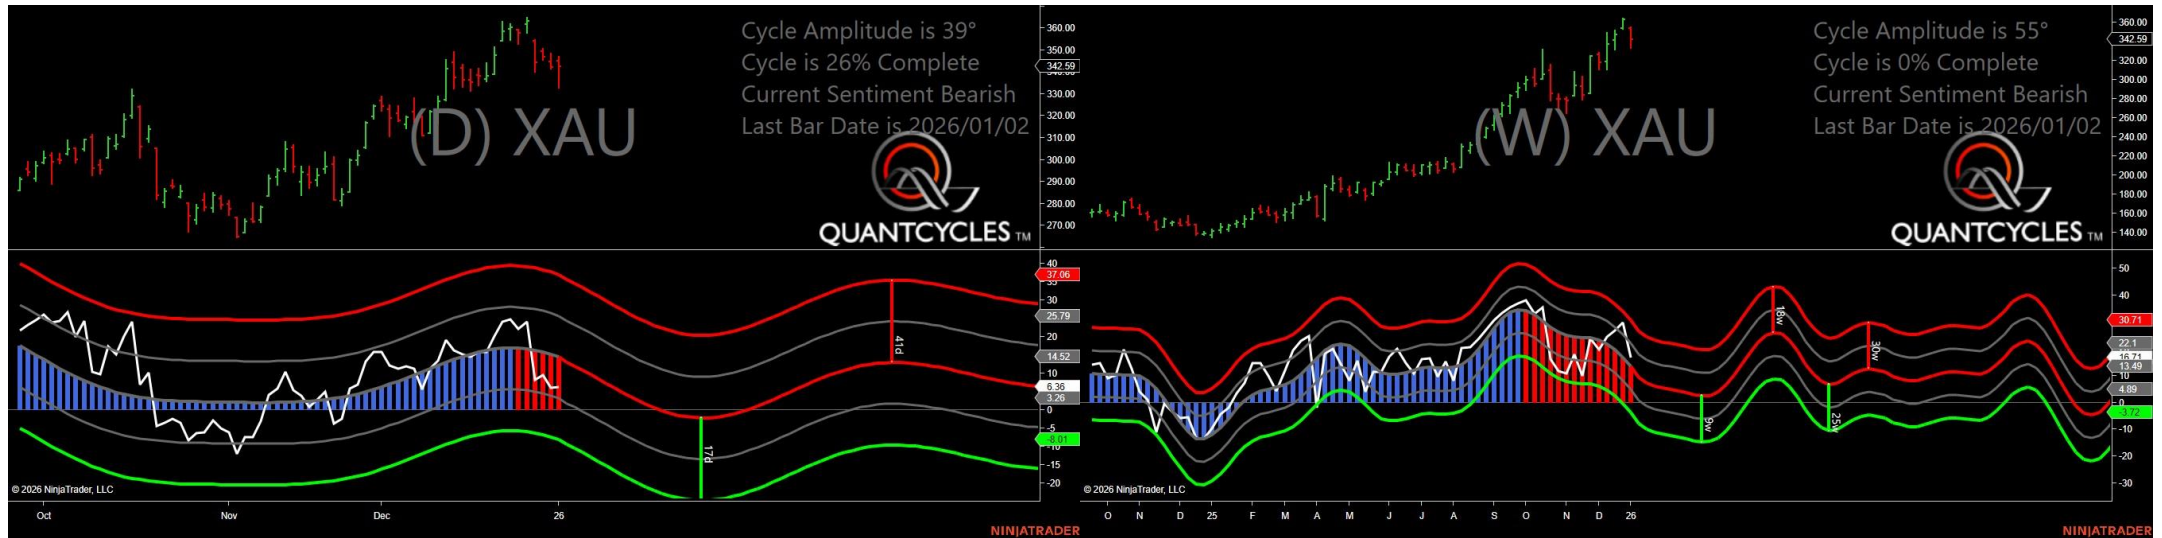 Cycle Amplitude is 39°
Cycle is 26% Complete
Current Sentiment Bearish
Last Bar Date is 2026/01/02
(D) XAU
QUANTCYCLES TM
360.00
350.00
342.59
330.00
320.00
310.00
300.00
290.00
280.00
270.00
40
37.06
30
25.79
20
14.52
6.36
3.26
0
-5
-8.01
-15
-20
41d
17d
© 2026 NinjaTrader, LLC
Oct
Nov
Dec
26
NINJATRADER
Cycle Amplitude is 55°
Cycle is 0% Complete
Current Sentiment Bearish
Last Bar Date is 2026/01/02
(W) XAU
QUANTCYCLES TM
360.00
342.59
320.00
300.00
280.00
260.00
240.00
220.00
200.00
180.00
160.00
140.00
50
40
30.71
22.1
16.71
13.49
10
4.89
0
-3.72
-10
-20
-30
18w
30w
9w
25w
© 2026 NinjaTrader, LLC
O N D 25 F M A M J J A S O N D 26
NINJATRADER